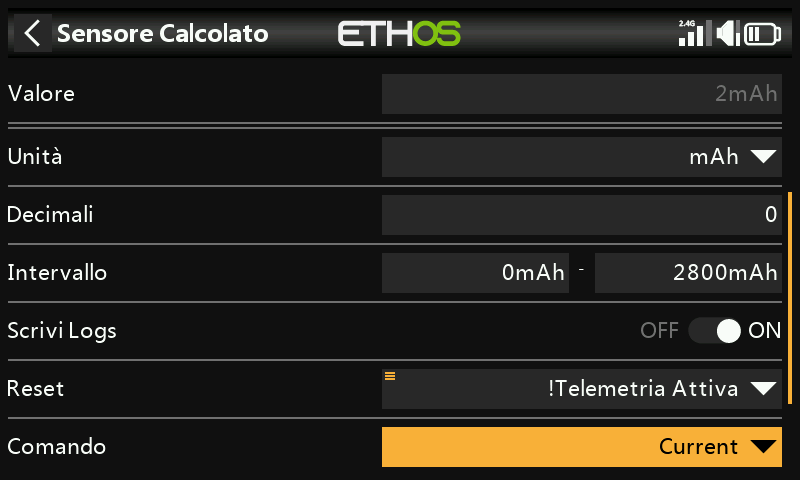 Sensore Calcolato ETHOS 2.4G
Valore 2mAh
Unità mAh
Decimali 0
Intervallo 0mAh - 2800mAh
Scrivi Logs OFF ON
Reset !Telemetria Attiva
Comando Current